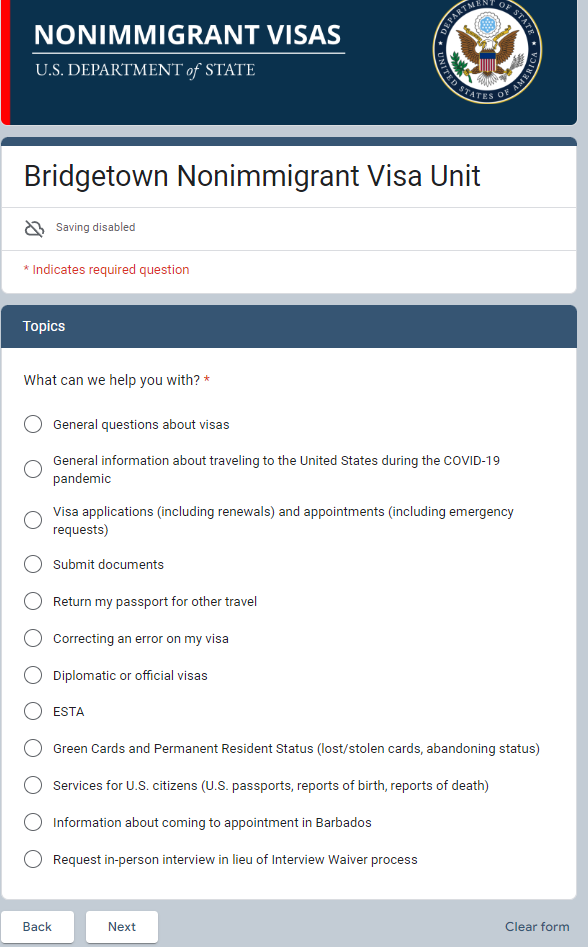 NONIMMIGRANT VISAS
U.S. DEPARTMENT of STATE
DEPARTMENT OF STATE
UNITED STATES OF AMERICA
Bridgetown Nonimmigrant Visa Unit
Saving disabled
* Indicates required question
Topics
What can we help you with? *
General questions about visas
General information about traveling to the United States during the COVID-19
pandemic
Visa applications (including renewals) and appointments (including emergency
requests)
Submit documents
Return my passport for other travel
Correcting an error on my visa
Diplomatic or official visas
ESTA
Green Cards and Permanent Resident Status (lost/stolen cards, abandoning status)
Services for U.S. citizens (U.S. passports, reports of birth, reports of death)
Information about coming to appointment in Barbados
Request in-person interview in lieu of Interview Waiver process
Back
Next
Clear form